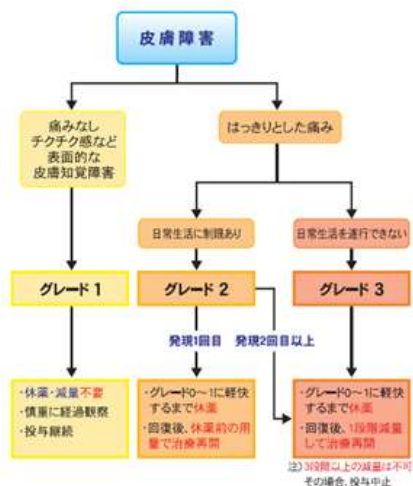 皮膚障害
痛みなし
チクチク感など
表面的な
皮膚知覚障害
はっきりとした痛み
日常生活に制限あり
日常生活を遂行できない
グレード 1
グレード 2
グレード 3
発現1回目
発現2回目以上
・休薬・減量不要
・慎重に経過観察
・投与継続
・グレード0～1に軽快
するまで休薬
・回復後、休薬前の用
量で治療再開
・グレード0～1に軽快
するまで休薬
・回復後、1段階減量
して治療再開
注）3段階以上の減量は不可
その場合、投与中止